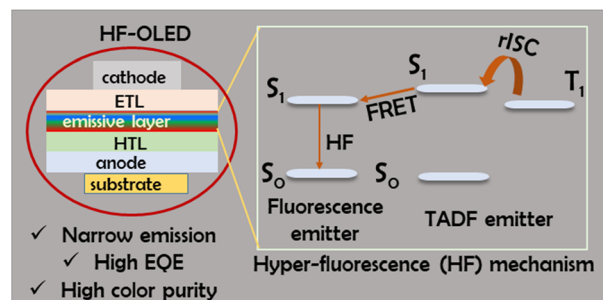 HF-OLED
cathode
ETL
emissive layer
HTL
anode
substrate
✓ Narrow emission
✓ High EQE
✓ High color purity
S1
S1
rISC
T1
FRET
HF
S0
S0
Fluorescence
emitter
TADF emitter
Hyper-fluorescence (HF) mechanism